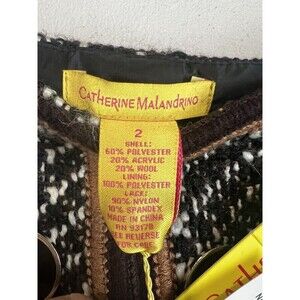 CATHERINE MALANDRINO
2
SHELL:
60% POLYESTER
20% ACRYLIC
20% WOOL
LINING:
100% POLYESTER
LACE:
90% NYLON
10% SPANDEX
MADE IN CHINA
RN 93178
SEE REVERSE
FOR CARE
CATHE